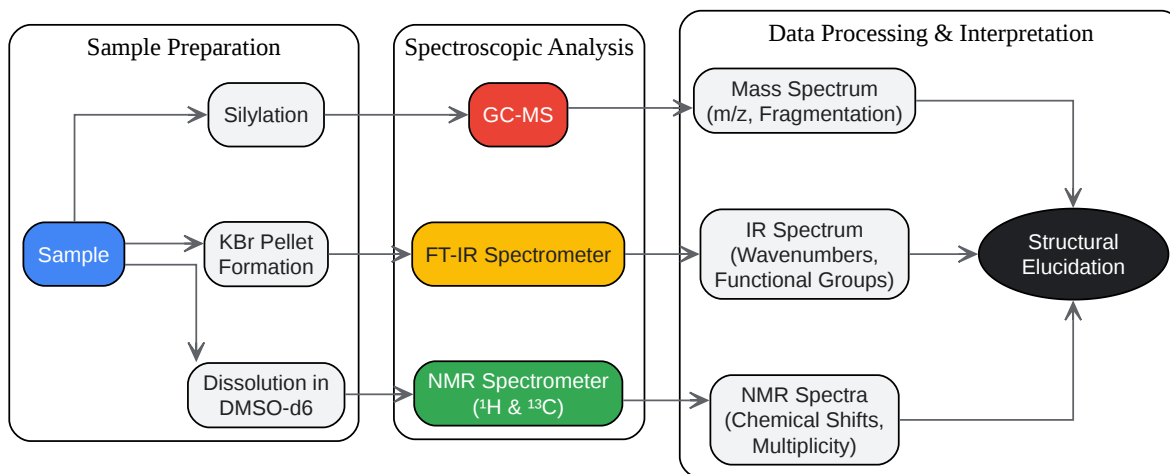 Sample Preparation
Spectroscopic Analysis
Data Processing & Interpretation
Silylation
GC-MS
Mass Spectrum
(m/z, Fragmentation)
Sample
KBr Pellet
Formation
FT-IR Spectrometer
IR Spectrum
(Wavenumbers,
Functional Groups)
Structural
Elucidation
Dissolution in
DMSO-d6
NMR Spectrometer
(¹H & ¹³C)
NMR Spectra
(Chemical Shifts,
Multiplicity)